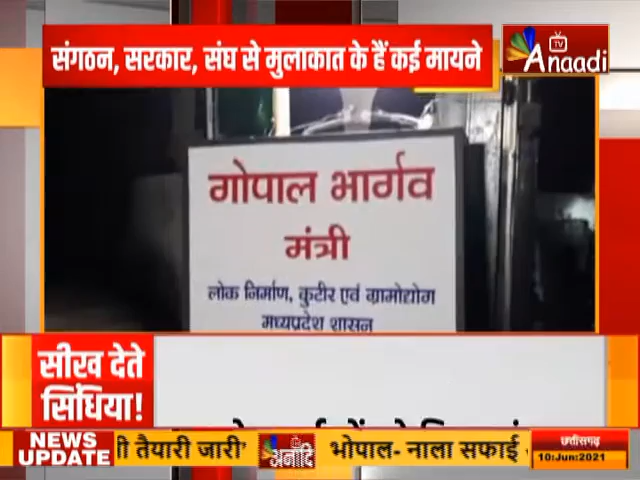 संगठन, सरकार, संघ से मुलाकात के हैं कई मायने
TV
Anaadi
गोपाल भार्गव
मंत्री
लोक निर्माण, कुटीर एवं ग्रामोद्योग
मध्यप्रदेश शासन
सीख देते
सिंधिया!
NEWS
UPDATE
ी तैयारी जारी'
अनादि
भोपाल- नाला सफाई
छत्तीसगढ़
10:Jun:2021